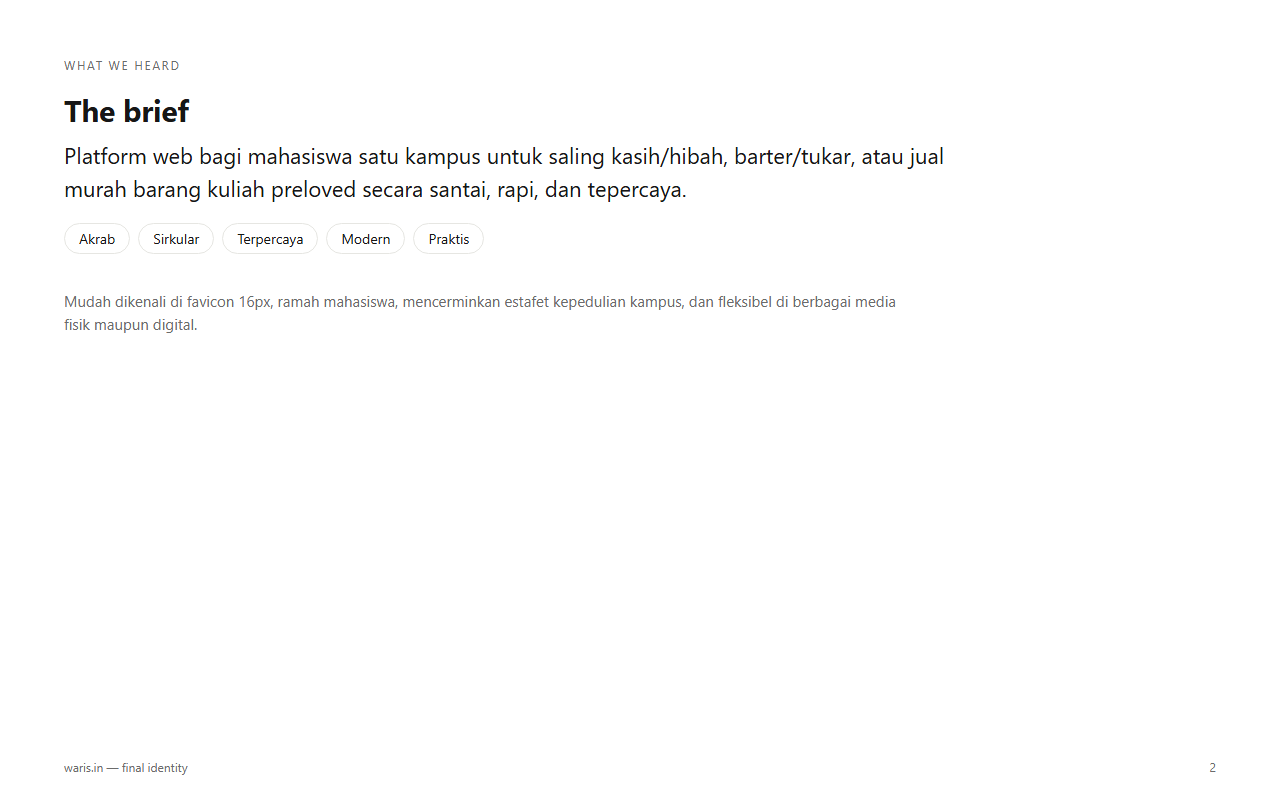 WHAT WE HEARD
The brief
Platform web bagi mahasiswa satu kampus untuk saling kasih/hibah, barter/tukar, atau jual
murah barang kuliah preloved secara santai, rapi, dan tepercaya.
Akrab
Sirkular
Terpercaya
Modern
Praktis
Mudah dikenali di favicon 16px, ramah mahasiswa, mencerminkan estafet kepedulian kampus, dan fleksibel di berbagai media
fisik maupun digital.
waris.in — final identity
2